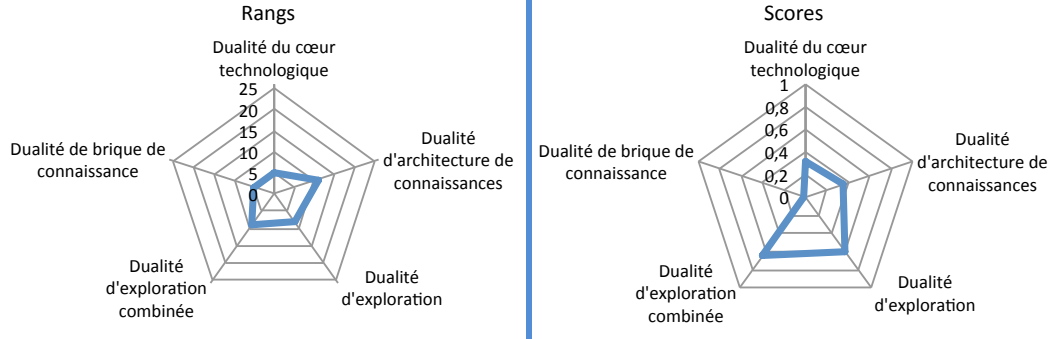 Rangs
Dualité du cœur
technologique
25
20
15
10
5
0
Dualité de brique de
connaissance
Dualité
d'architecture de
connaissances
Dualité
d'exploration
combinée
Dualité
d'exploration
Scores
Dualité du cœur
technologique
1
0,8
0,6
0,4
0,2
0
Dualité de brique de
connaissance
Dualité
d'architecture de
connaissances
Dualité
d'exploration
combinée
Dualité
d'exploration